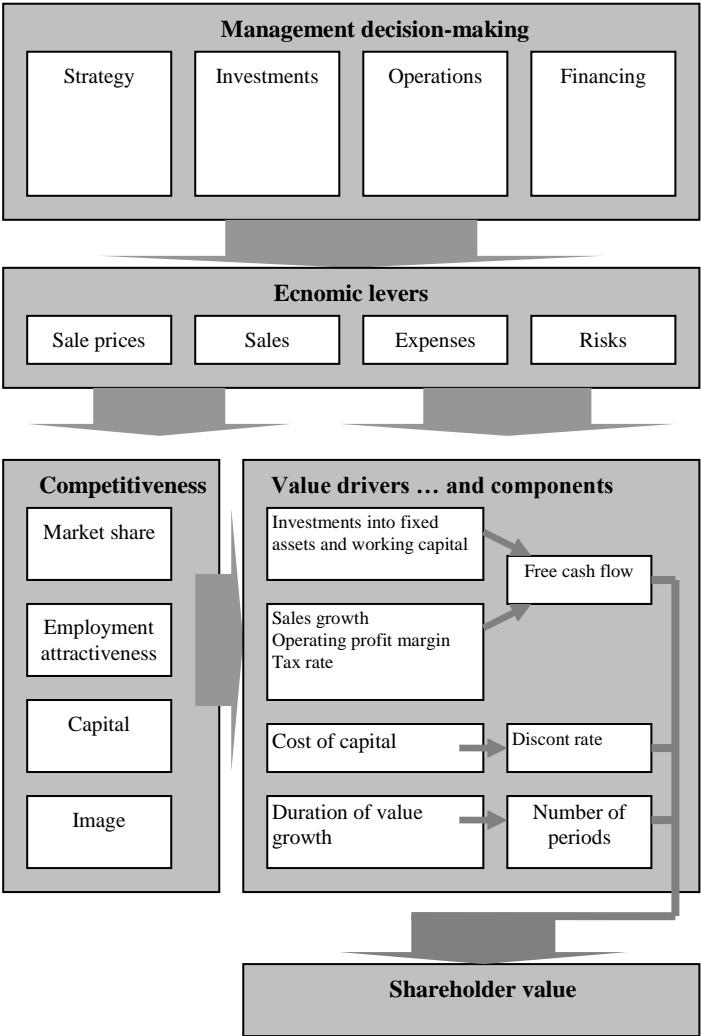 Management decision-making
Strategy
Investments
Operations
Financing
Ecnomic levers
Sale prices
Sales
Expenses
Risks
Competitiveness
Market share
Employment
attractiveness
Capital
Image
Value drivers … and components
Investments into fixed
assets and working capital
Free cash flow
Sales growth
Operating profit margin
Tax rate
Cost of capital
Discont rate
Duration of value
growth
Number of
periods
Shareholder value